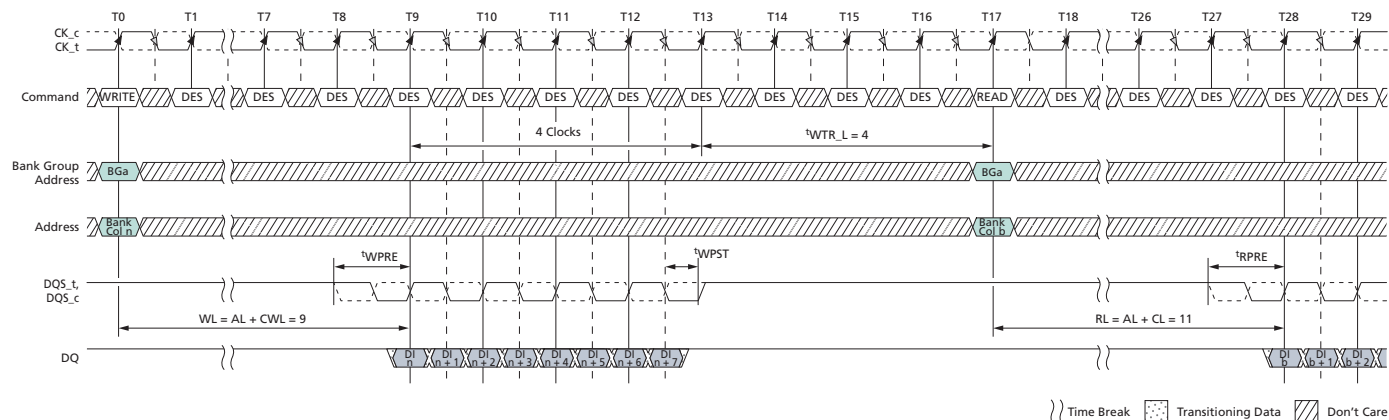 T0 T1 T7 T8 T9 T10 T11 T12 T13 T14 T15 T16 T17 T18 T26 T27 T28 T29
CK_c
CK_t
Command WRITE DES DES DES DES DES DES DES DES DES DES DES READ DES DES DES DES DES
4 Clocks tWTR_L = 4
Bank Group
Address
BGa BGa
Address
Bank
Col n
Bank
Col b
tWPRE tWPST tRPRE
DQS_t,
DQS_c
WL = AL + CWL = 9 RL = AL + CL = 11
DQ
DI
n
DI
n + 1
DI
n + 2
DI
n + 3
DI
n + 4
DI
n + 5
DI
n + 6
DI
n + 7
DI
b
DI
b + 1
DI
b + 2
Time Break Transitioning Data Don't Care